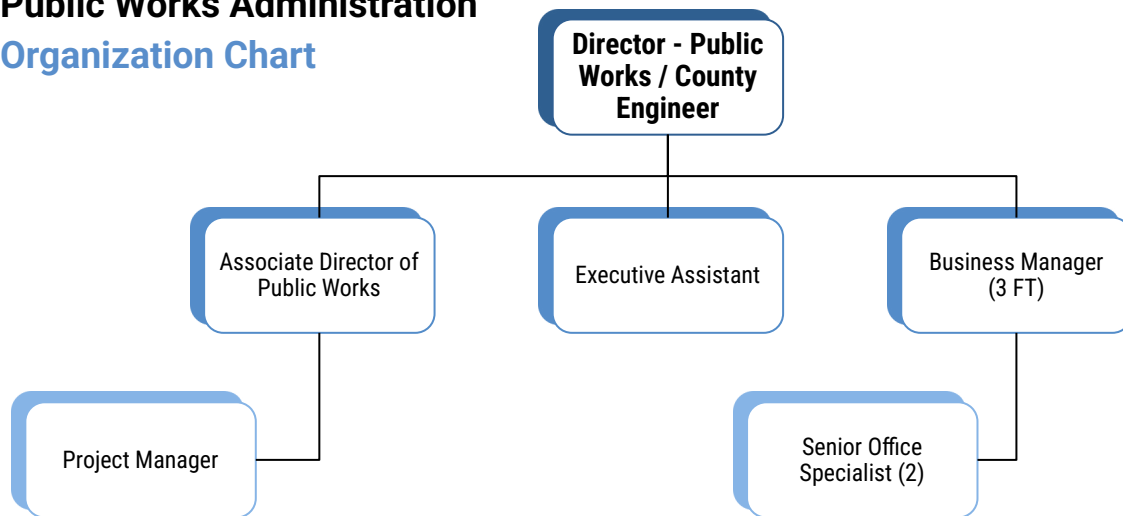 Public Works Administration
Organization Chart
Director - Public
Works / County
Engineer
Associate Director of
Public Works
Executive Assistant
Business Manager
(3 FT)
Project Manager
Senior Office
Specialist (2)